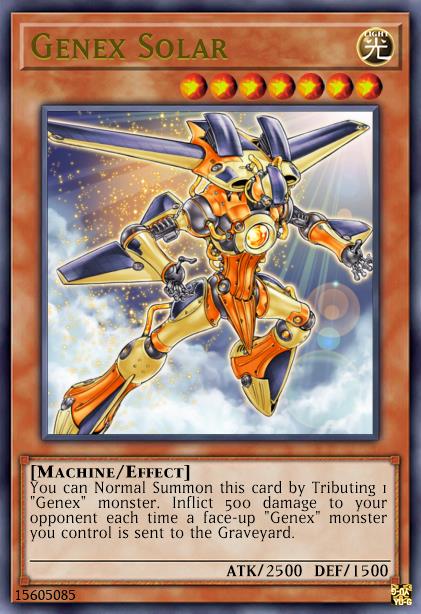 GENEX SOLAR
LIGHT
光
[MACHINE/EFFECT]
You can Normal Summon this card by Tributing 1
"Genex" monster. Inflict 500 damage to your
opponent each time a face-up "Genex" monster
you control is sent to the Graveyard.
ATK/2500 DEF/1500
15605085